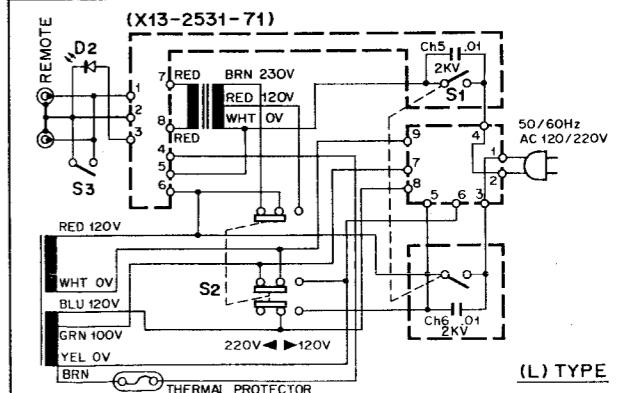 (X13-2531-71)
REMOTE
D2
1
2
3
S3
7
RED
BRN 230V
RED 120V
WHT 0V
8
RED
4
5
6
Ch5 .01
2KV
S1
9
7
8
4
1
2
5
6
3
50/60Hz
AC 120/220V
RED 120V
WHT 0V
BLU 120V
GRN 100V
YEL 0V
BRN
THERMAL PROTECTOR
S2
220V ◄ ► 120V
Ch6 .01
2KV
(L) TYPE